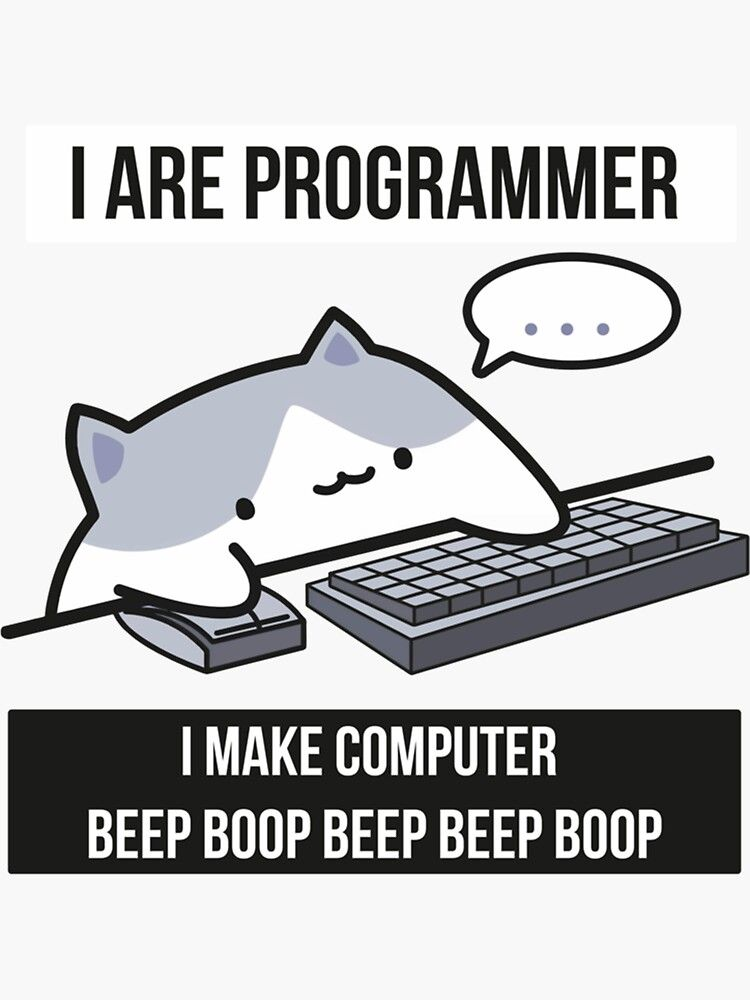 I ARE PROGRAMMER
...
I MAKE COMPUTER
BEEP BOOP BEEP BEEP BOOP